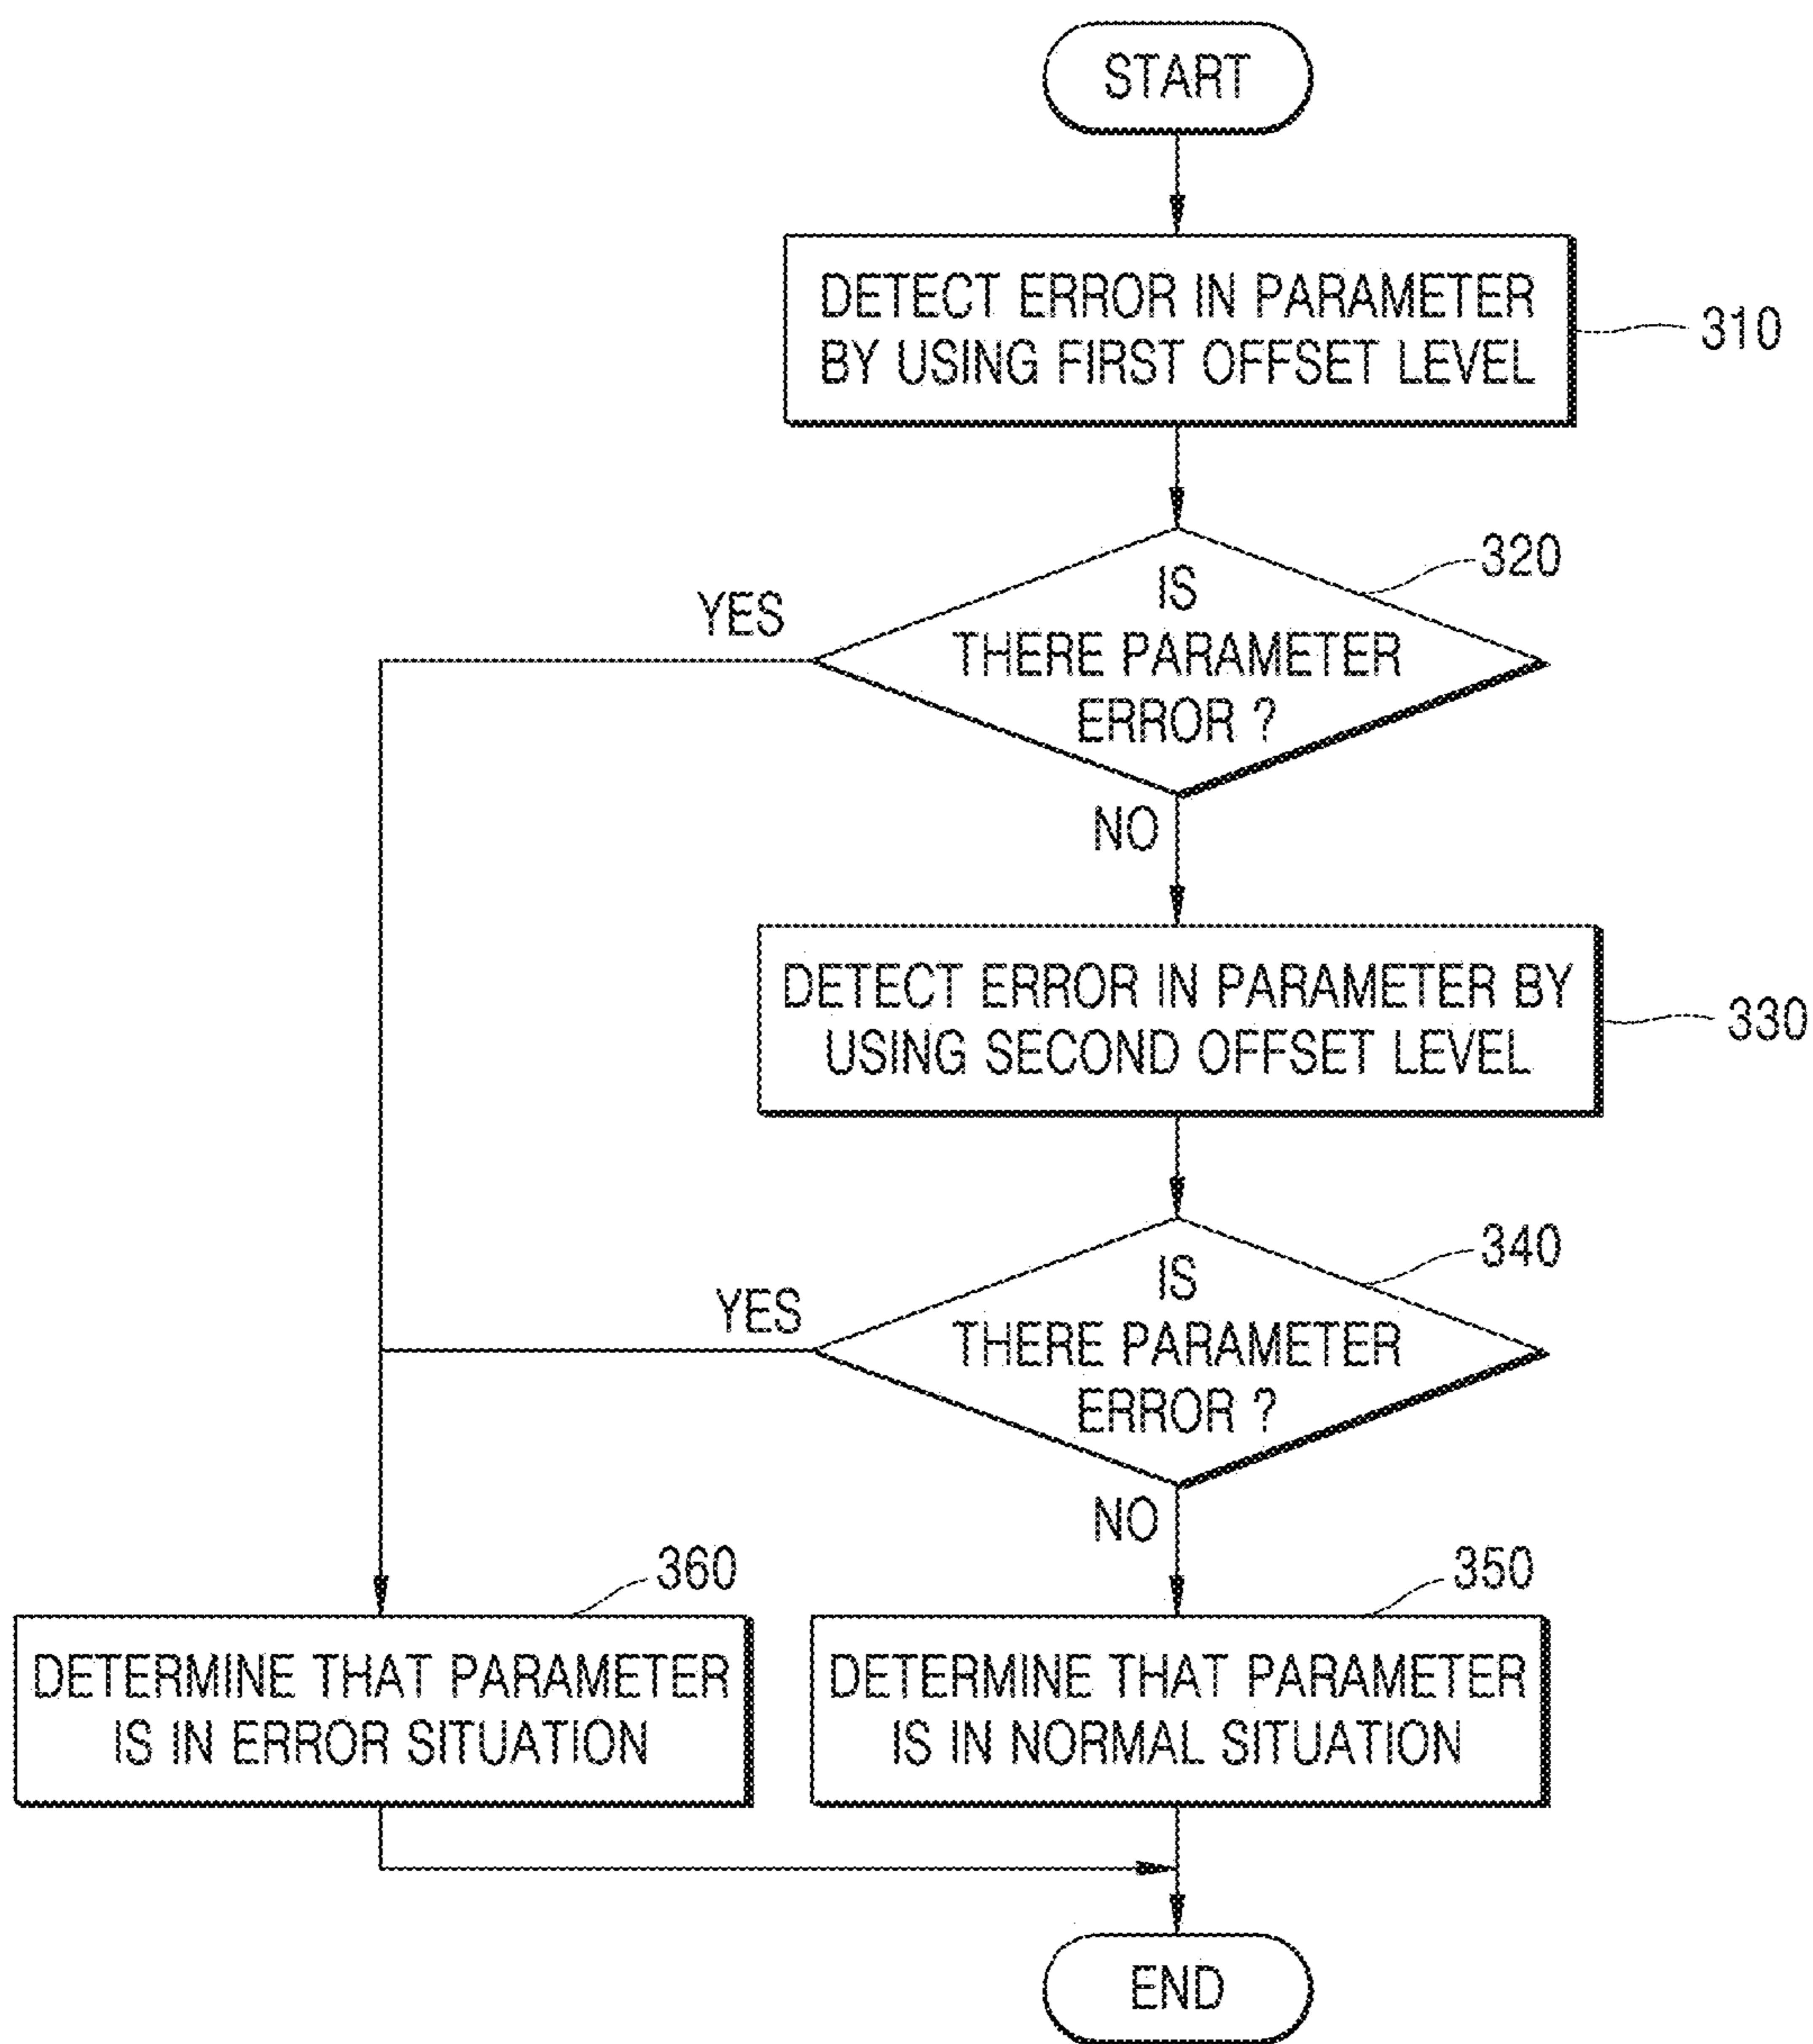 START
DETECT ERROR IN PARAMETER
BY USING FIRST OFFSET LEVEL
310
320
IS
THERE PARAMETER
ERROR ?
YES
NO
DETECT ERROR IN PARAMETER BY
USING SECOND OFFSET LEVEL
330
340
IS
THERE PARAMETER
ERROR ?
YES
NO
360
350
DETERMINE THAT PARAMETER
IS IN ERROR SITUATION
DETERMINE THAT PARAMETER
IS IN NORMAL SITUATION
END